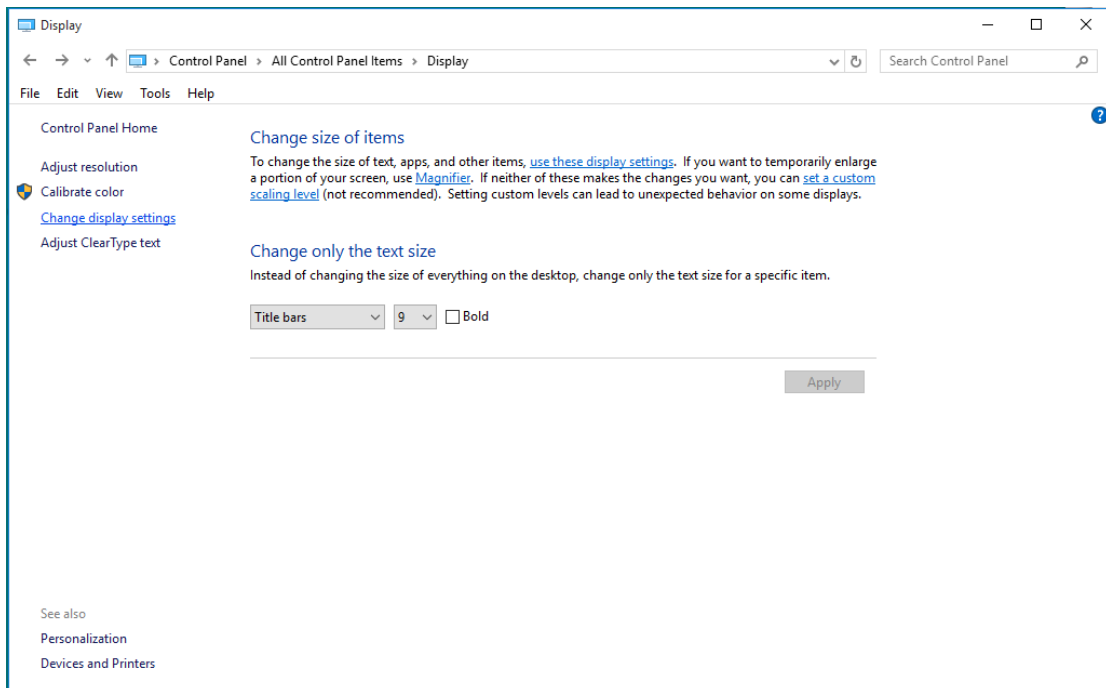 Display
Control Panel > All Control Panel Items > Display
Search Control Panel
File Edit View Tools Help
Control Panel Home
Adjust resolution
Calibrate color
Change display settings
Adjust ClearType text
Change size of items
To change the size of text, apps, and other items, use these display settings. If you want to temporarily enlarge
a portion of your screen, use Magnifier. If neither of these makes the changes you want, you can set a custom
scaling level (not recommended). Setting custom levels can lead to unexpected behavior on some displays.
Change only the text size
Instead of changing the size of everything on the desktop, change only the text size for a specific item.
Title bars 9 Bold
Apply
See also
Personalization
Devices and Printers